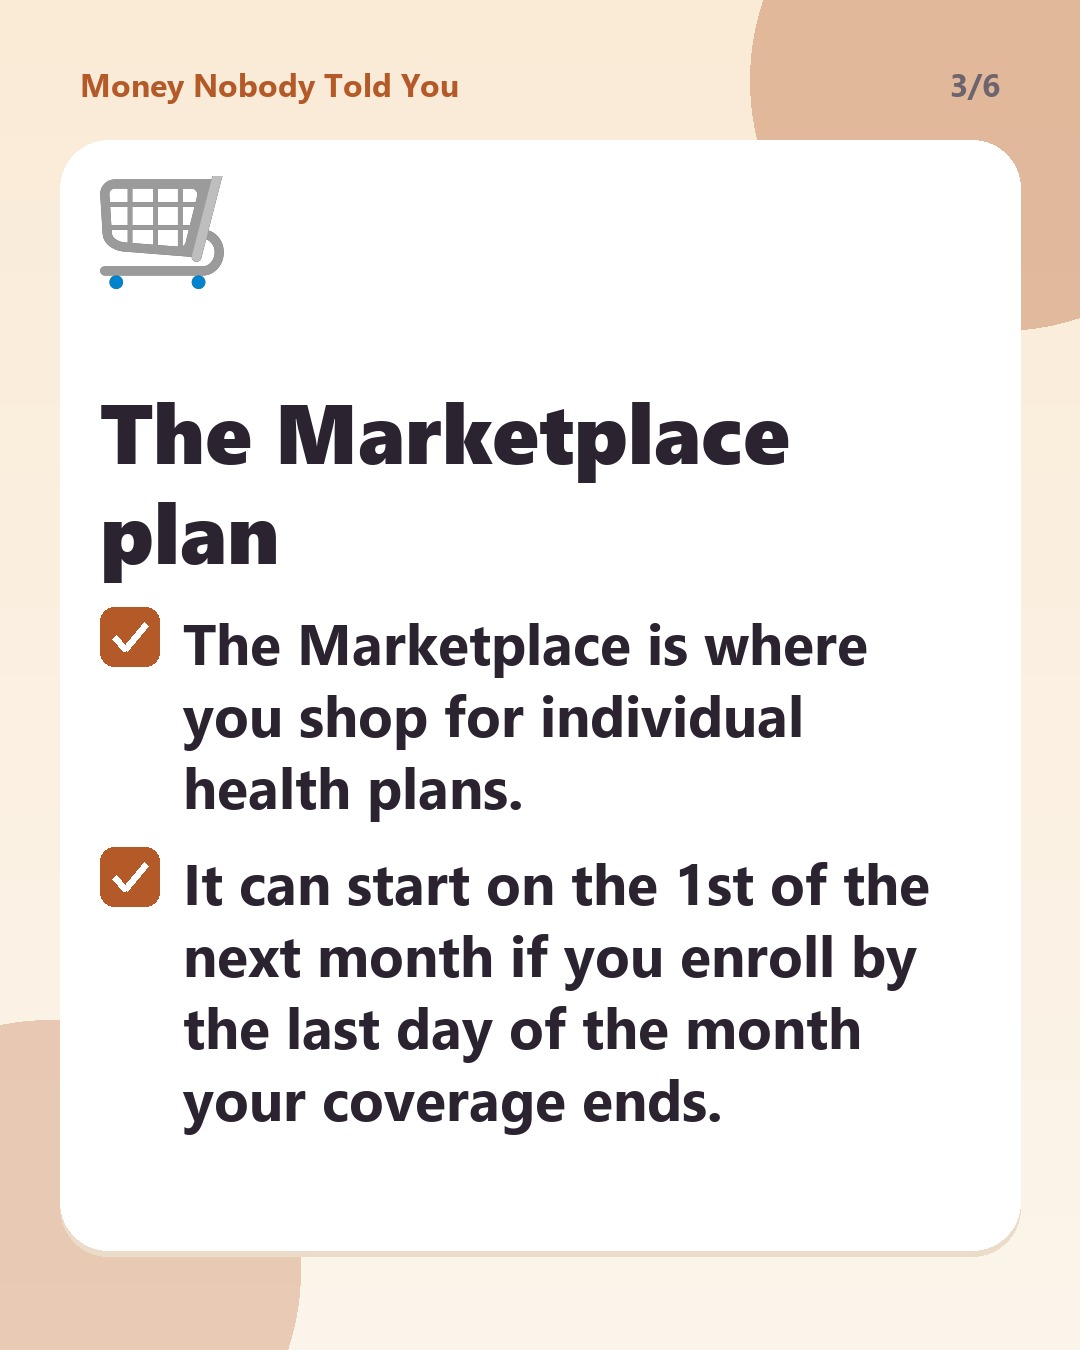 Money Nobody Told You
3/6
The Marketplace
plan
The Marketplace is where
you shop for individual
health plans.
It can start on the 1st of the
next month if you enroll by
the last day of the month
your coverage ends.